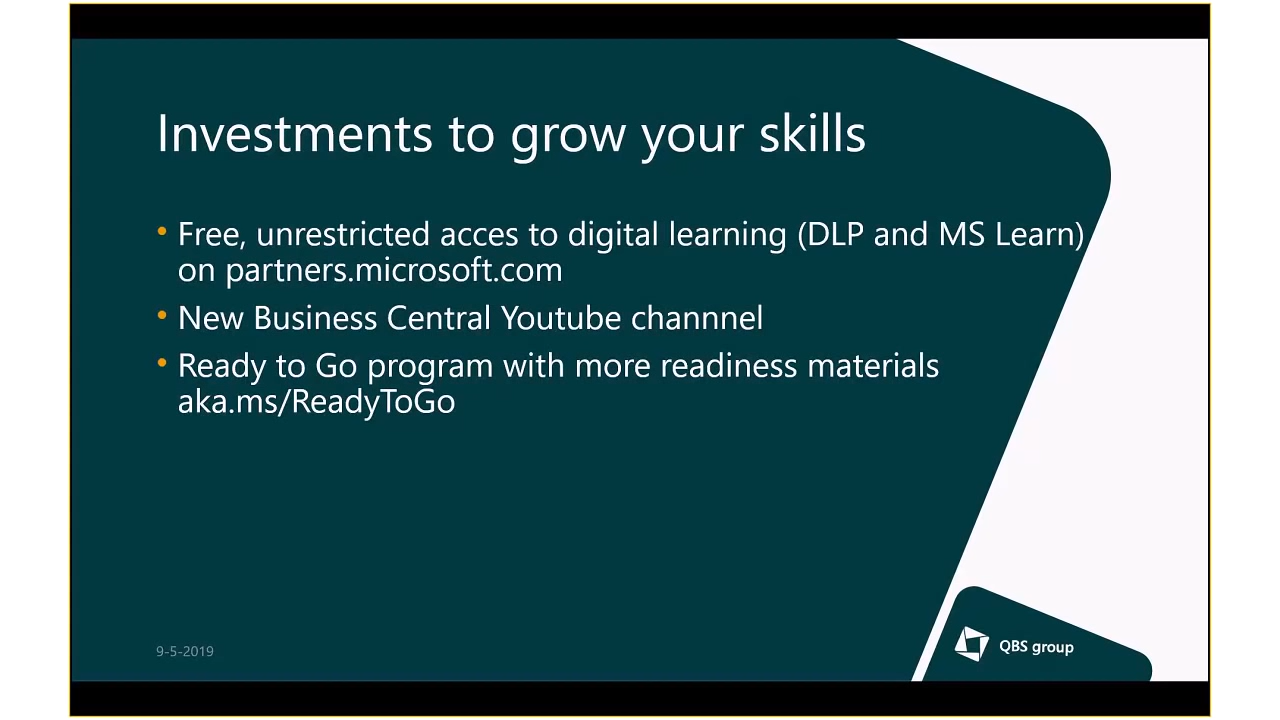 Investments to grow your skills
• Free, unrestricted acces to digital learning (DLP and MS Learn)
on partners.microsoft.com
• New Business Central Youtube channnel
• Ready to Go program with more readiness materials
aka.ms/ReadyToGo
9-5-2019
QBS group